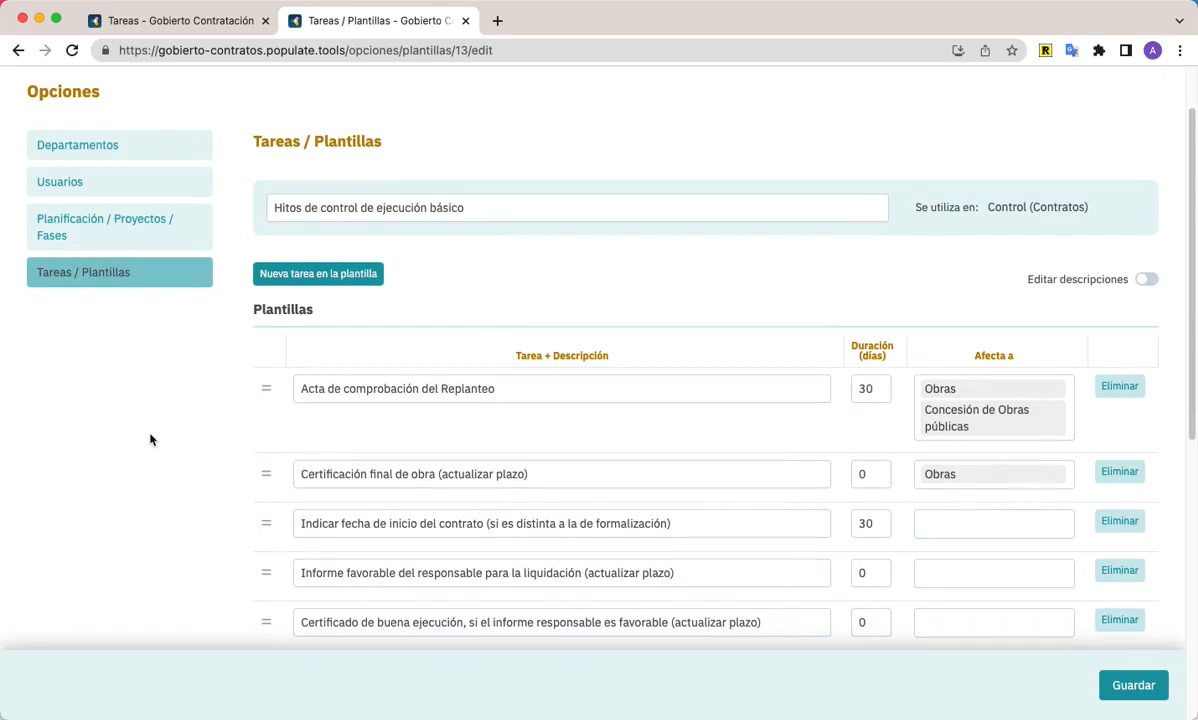 Tareas - Gobierto Contratación
Tareas / Plantillas - Gobierto C
https://gobierto-contratos.populate.tools/opciones/plantillas/13/edit
R
A
Opciones
Departamentos
Usuarios
Planificación / Proyectos /
Fases
Tareas / Plantillas
Tareas / Plantillas
Hitos de control de ejecución básico
Se utiliza en: Control (Contratos)
Nueva tarea en la plantilla
Editar descripciones
Plantillas
Tarea + Descripción
Duración
(días)
Afecta a
Acta de comprobación del Replanteo
30
Obras
Concesión de Obras
públicas
Eliminar
Certificación final de obra (actualizar plazo)
0
Obras
Eliminar
Indicar fecha de inicio del contrato (si es distinta a la de formalización)
30
Eliminar
Informe favorable del responsable para la liquidación (actualizar plazo)
0
Eliminar
Certificado de buena ejecución, si el informe responsable es favorable (actualizar plazo)
0
Eliminar
Guardar